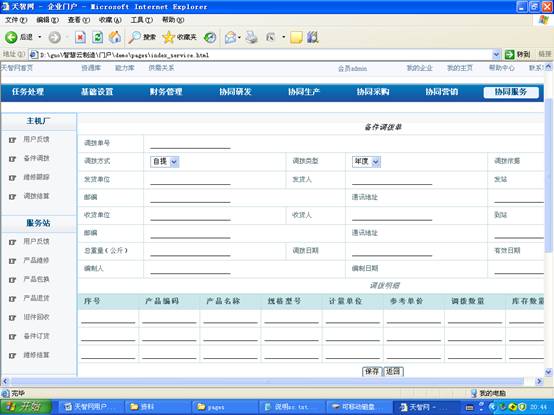 天智网 - 企业门户 - Microsoft Internet Explorer
文件(F) 编辑(E) 查看(V) 收藏(A) 工具(T) 帮助(H)
后退 搜索 收藏夹
地址(D) D:\guo\智慧云制造\门户\demo\pages\index_service.html 转到 链接
天智网首页 资源库 能力库 供需关系 会员admin 我的企业 我的主页 帮助中心 联系
任务处理 基础设置 财务管理 协同研发 协同生产 协同采购 协同营销 协同服务
主机厂
用户反馈
备件调拨
维修跟踪
调拨结算
服务站
用户反馈
产品维修
产品包换
产品退货
旧件回收
备件订货
维修结算
备件调拨单
调拨单号
调拨方式 自提 调拨类型 年度 调拨依据
发货单位 发货人 发站
邮编 通讯地址
收货单位 收货人 到站
邮编 通讯地址
总重量(公斤) 调拨日期 有效日期
编制人 编制日期
调拨明细
序号 产品编码 产品名称 规格型号 计量单位 参考单价 调拨数量 库存数量
保存 返回
完毕 我的电脑
开始 天智网用户... 资料 pages 说明sc.txt... 可移动磁盘... 天智网 - 企... 20:44